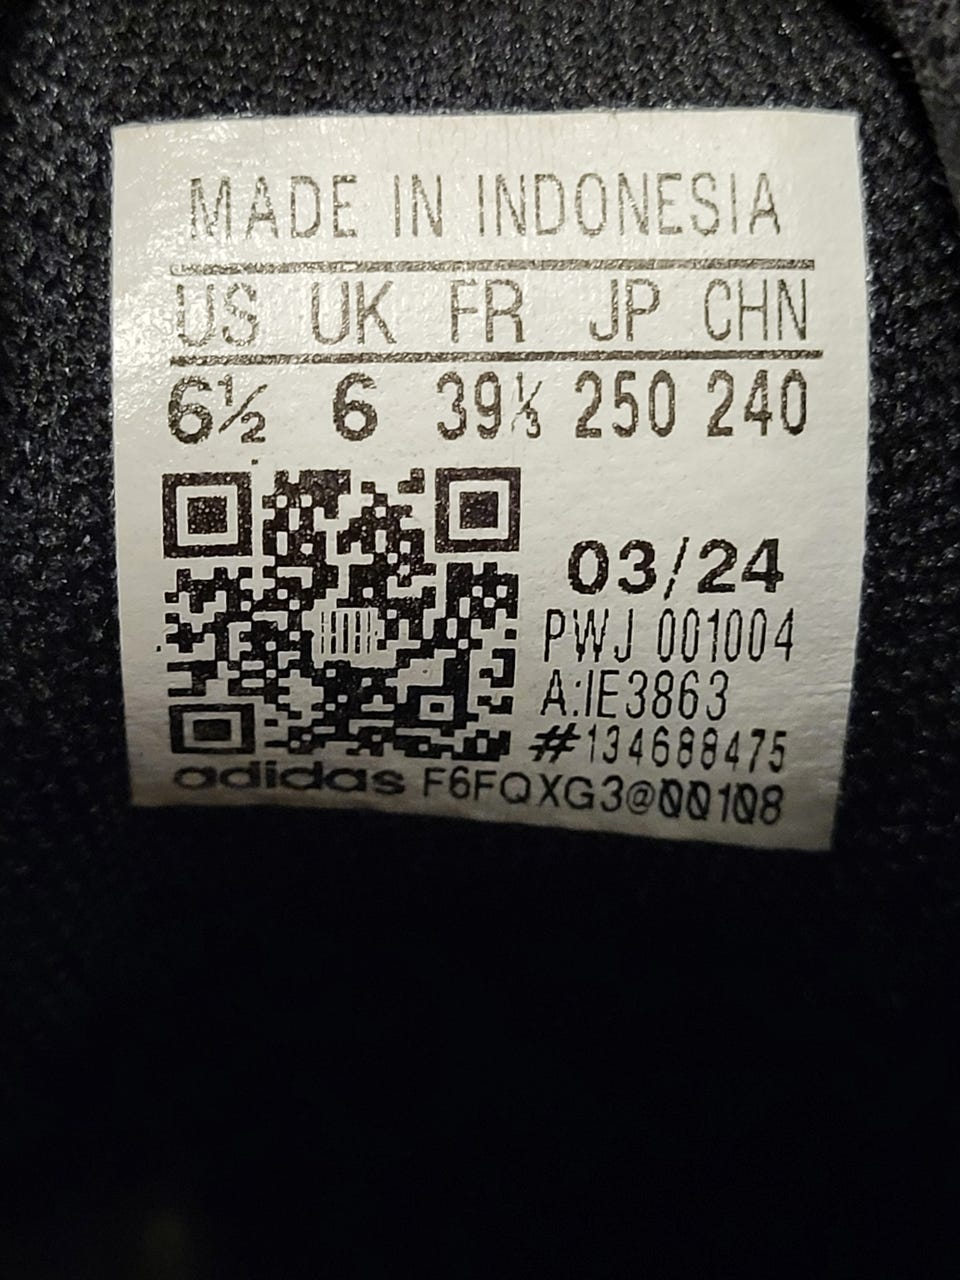 MADE IN INDONESIA
US UK FR JP CHN
6½ 6 39⅓ 250 240
03/24
PWJ 001004
A:IE3863
#134688475
adidas F6FQXG3@00108